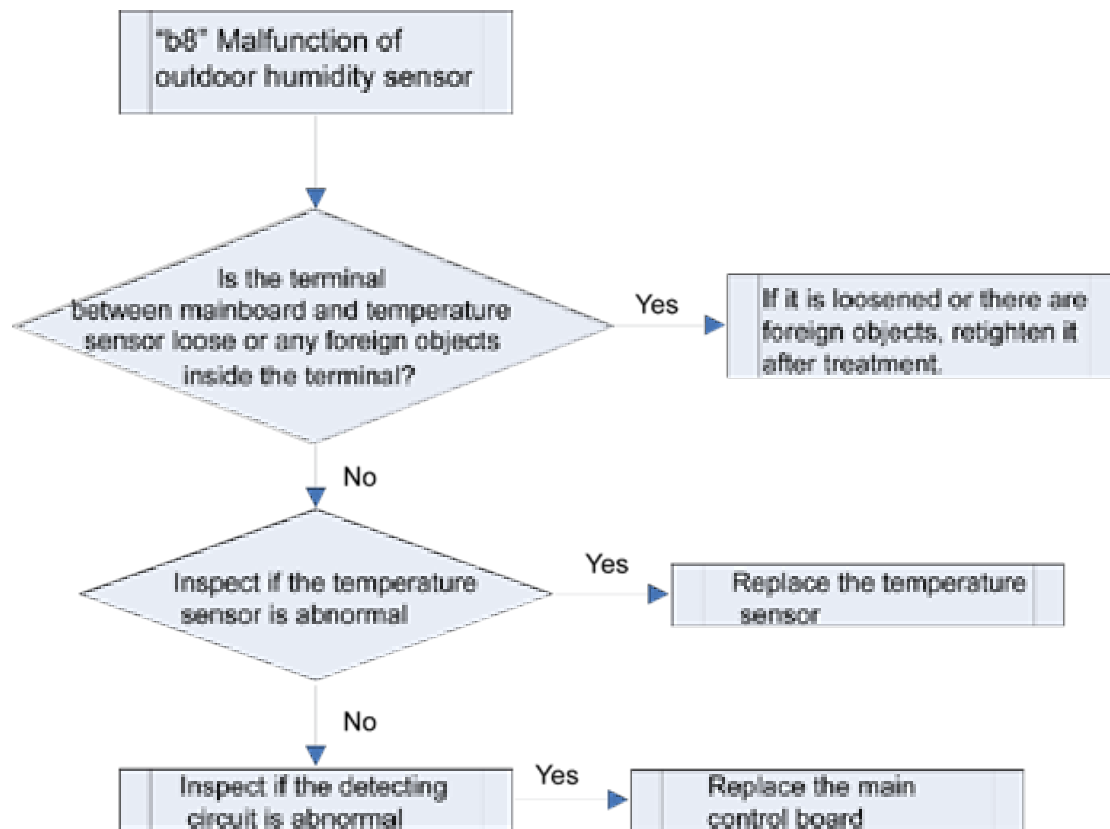 “b8” Malfunction of
outdoor humidity sensor
Is the terminal
between mainboard and temperature
sensor loose or any foreign objects
inside the terminal?
Yes
If it is loosened or there are
foreign objects, retighten it
after treatment.
No
Inspect if the temperature
sensor is abnormal
Yes
Replace the temperature
sensor
No
Inspect if the detecting
circuit is abnormal
Yes
Replace the main
control board